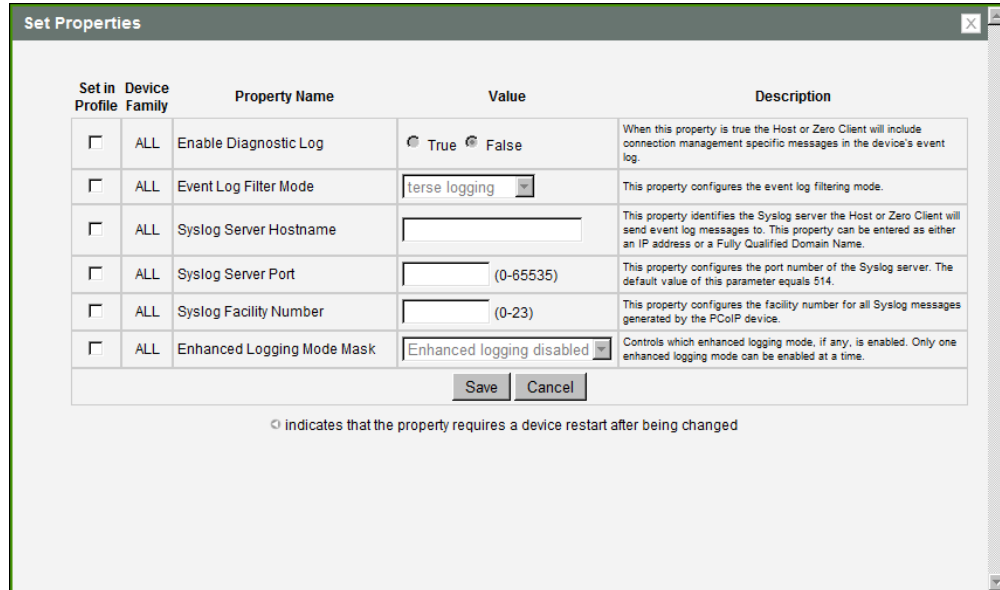 Set Properties
X
Set in Profile
Device Family
Property Name
Value
Description
ALL
Enable Diagnostic Log
True
False
When this property is true the Host or Zero Client will include
connection management specific messages in the device's event
log.
ALL
Event Log Filter Mode
terse logging
This property configures the event log filtering mode.
ALL
Syslog Server Hostname
This property identifies the Syslog server the Host or Zero Client will
send event log messages to. This property can be entered as either
an IP address or a Fully Qualified Domain Name.
ALL
Syslog Server Port
(0-65535)
This property configures the port number of the Syslog server. The
default value of this parameter equals 514.
ALL
Syslog Facility Number
(0-23)
This property configures the facility number for all Syslog messages
generated by the PCoIP device.
ALL
Enhanced Logging Mode Mask
Enhanced logging disabled
Controls which enhanced logging mode, if any, is enabled. Only one
enhanced logging mode can be enabled at a time.
Save
Cancel
indicates that the property requires a device restart after being changed